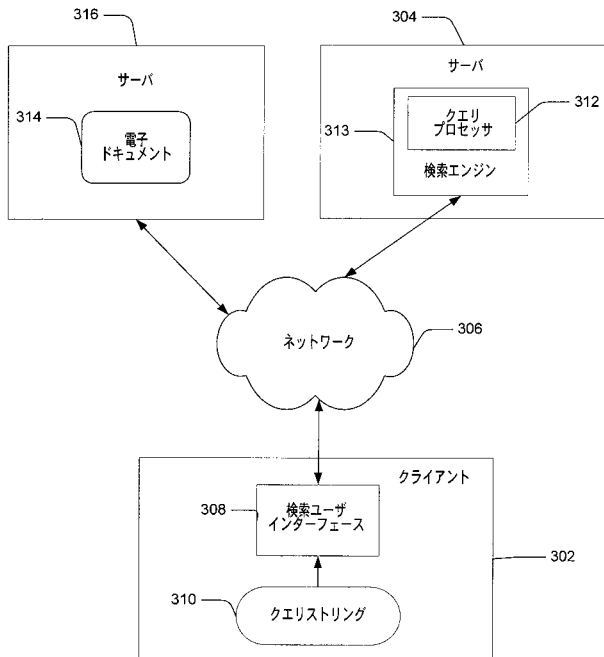 316
サーバ
314
電子
ドキュメント
304
サーバ
クエリ
プロセッサ
312
313
検索エンジン
ネットワーク
306
クライアント
308
検索ユーザ
インターフェース
302
310
クエリストリング